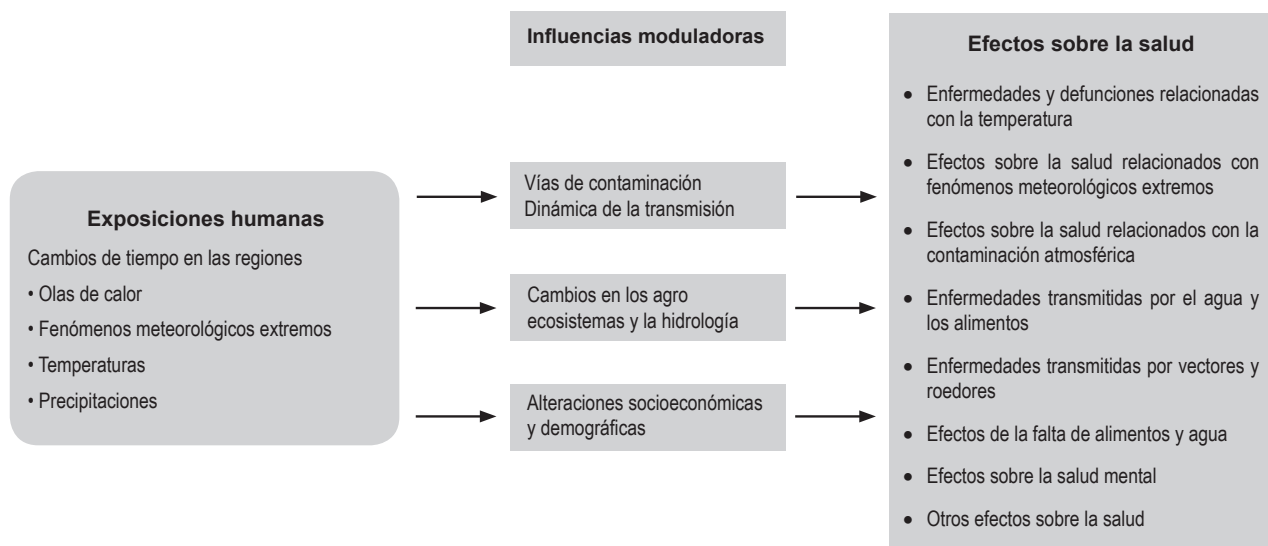 Exposiciones humanas
Cambios de tiempo en las regiones
• Olas de calor
• Fenómenos meteorológicos extremos
• Temperaturas
• Precipitaciones
Influencias moduladoras
Vías de contaminación
Dinámica de la transmisión
Cambios en los agro
ecosistemas y la hidrología
Alteraciones socioeconómicas
y demográficas
Efectos sobre la salud
• Enfermedades y defunciones relacionadas
con la temperatura
• Efectos sobre la salud relacionados con
fenómenos meteorológicos extremos
• Efectos sobre la salud relacionados con la
contaminación atmosférica
• Enfermedades transmitidas por el agua y
los alimentos
• Enfermedades transmitidas por vectores y
roedores
• Efectos de la falta de alimentos y agua
• Efectos sobre la salud mental
• Otros efectos sobre la salud